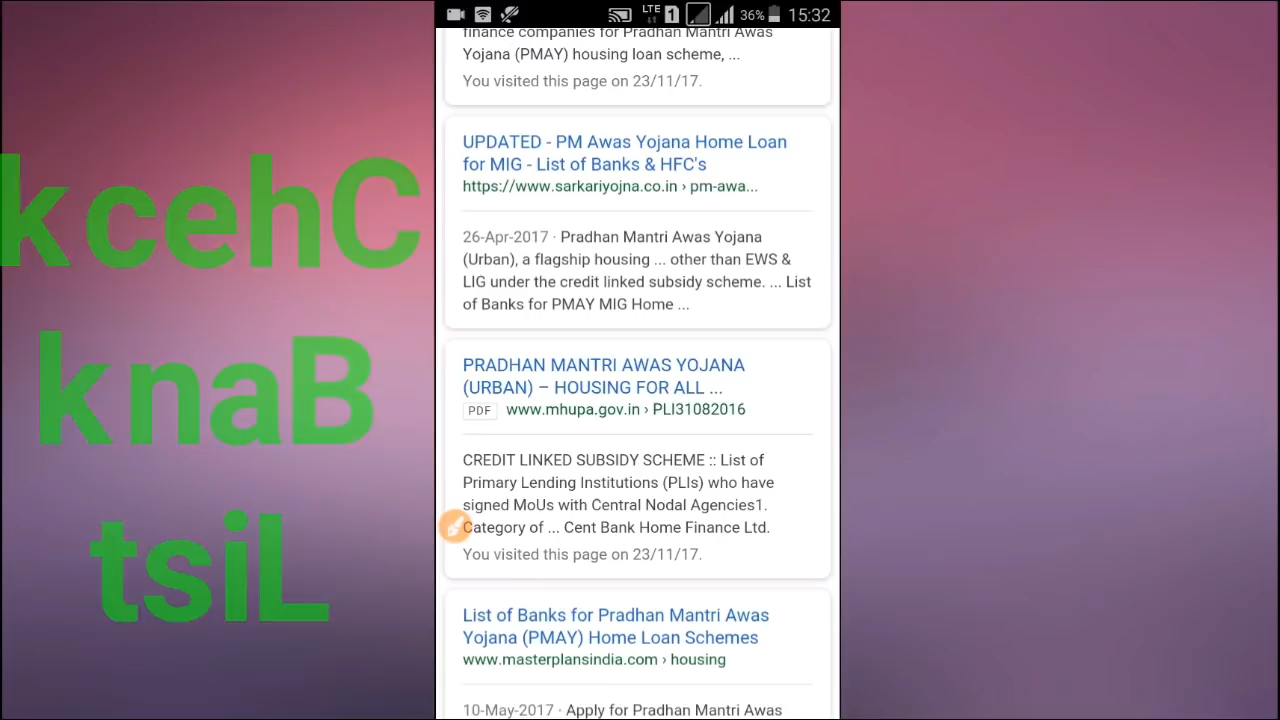 kcehC
knaB
tsiL
LTE 1 36% 15:32
finance companies for Pradhan Mantri Awas
Yojana (PMAY) housing loan scheme, ...
You visited this page on 23/11/17.
UPDATED - PM Awas Yojana Home Loan
for MIG - List of Banks & HFC's
https://www.sarkariyojna.co.in › pm-awa...
26-Apr-2017 · Pradhan Mantri Awas Yojana
(Urban), a flagship housing ... other than EWS &
LIG under the credit linked subsidy scheme. ... List
of Banks for PMAY MIG Home ...
PRADHAN MANTRI AWAS YOJANA
(URBAN) – HOUSING FOR ALL ...
PDF www.mhupa.gov.in › PLI31082016
CREDIT LINKED SUBSIDY SCHEME :: List of
Primary Lending Institutions (PLIs) who have
signed MoUs with Central Nodal Agencies1.
Category of ... Cent Bank Home Finance Ltd.
You visited this page on 23/11/17.
List of Banks for Pradhan Mantri Awas
Yojana (PMAY) Home Loan Schemes
www.masterplansindia.com › housing
10-May-2017 · Apply for Pradhan Mantri Awas